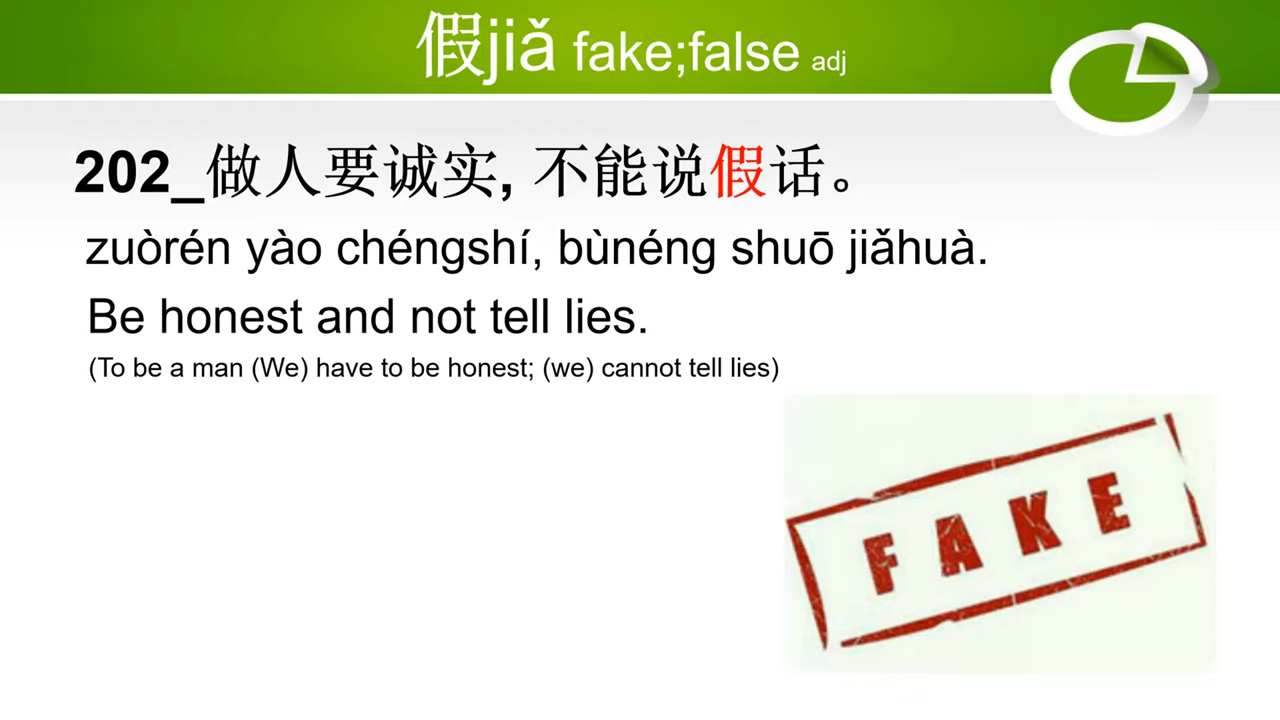 假jiǎ fake;false adj
202_做人要诚实, 不能说假话。
zuòrén yào chéngshí, bùnéng shuō jiǎhuà.
Be honest and not tell lies.
(To be a man (We) have to be honest; (we) cannot tell lies)
FAKE